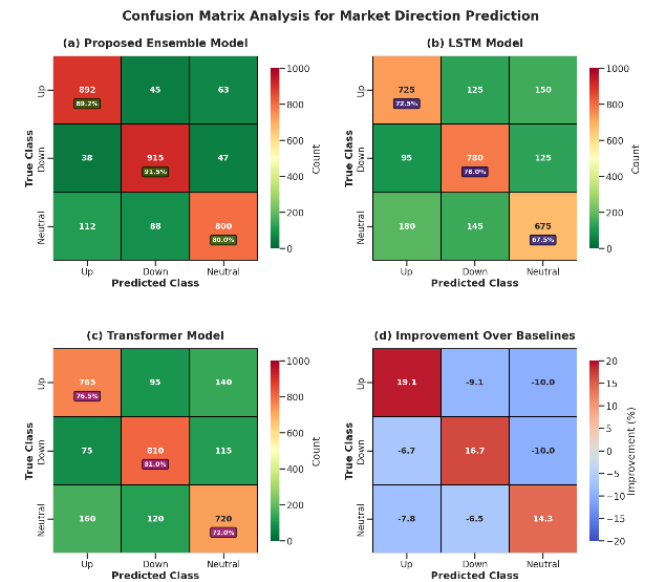 Confusion Matrix Analysis for Market Direction Prediction
(a) Proposed Ensemble Model
True Class
Up
Down
Neutral
892 45 63
89.2%
38 915 47
91.5%
112 88 800
80.0%
Up Down Neutral
Predicted Class
1000
800
600
400
200
0
Count
(b) LSTM Model
True Class
Up
Down
Neutral
725 125 150
72.5%
95 780 125
78.0%
180 145 675
67.5%
Up Down Neutral
Predicted Class
1000
800
600
400
200
0
Count
(c) Transformer Model
True Class
Up
Down
Neutral
765 95 140
76.5%
75 810 115
81.0%
160 120 720
72.0%
Up Down Neutral
Predicted Class
1000
800
600
400
200
0
Count
(d) Improvement Over Baselines
True Class
Up
Down
Neutral
19.1 -9.1 -10.0
-6.7 16.7 -10.0
-7.8 -6.5 14.3
Up Down Neutral
Predicted Class
20
15
10
5
0
−5
−10
−15
−20
Improvement (%)